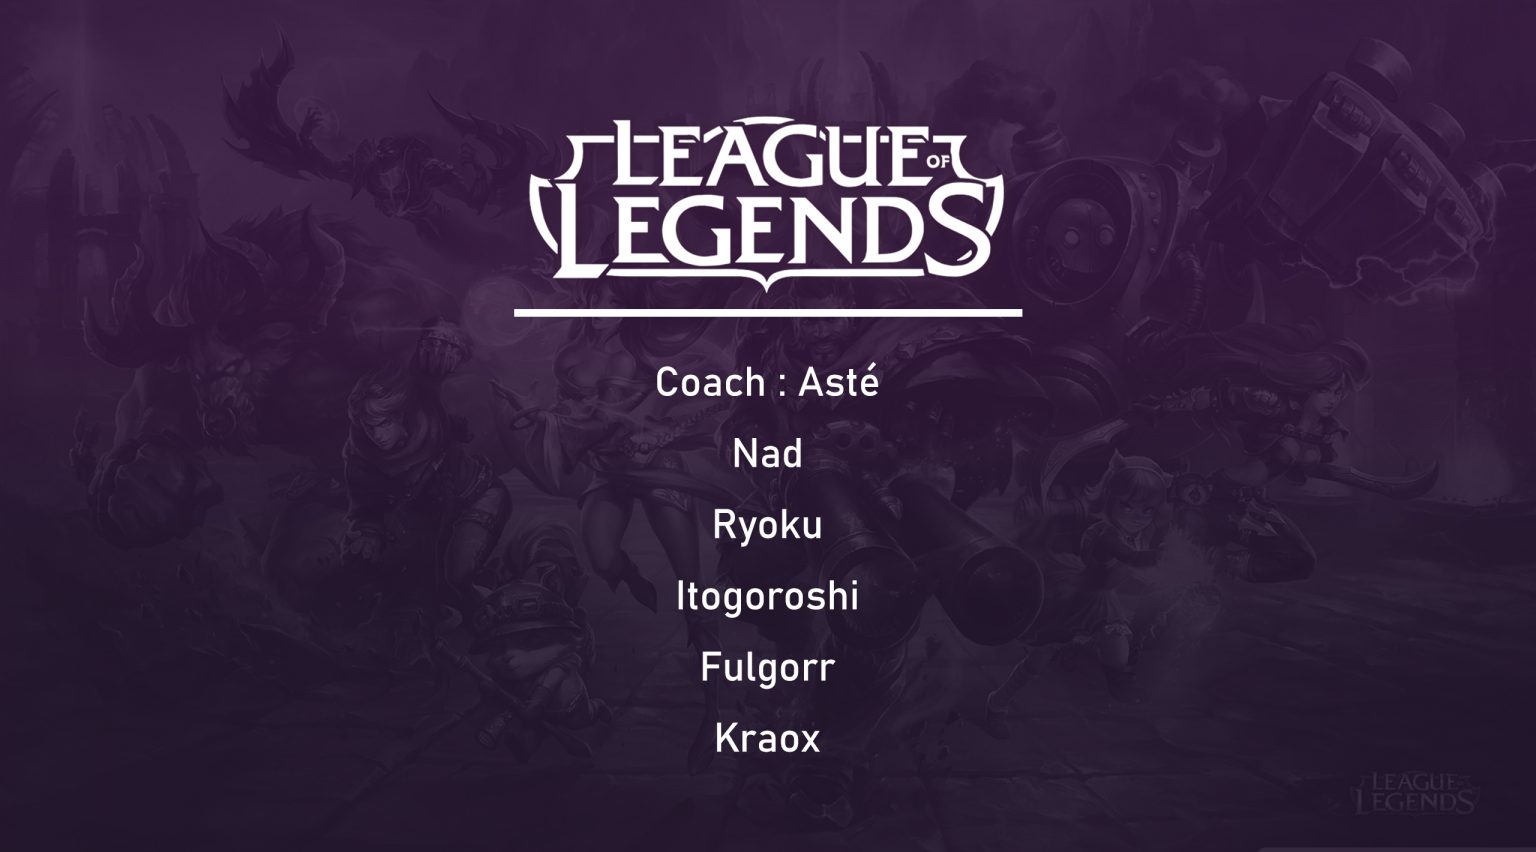 LEAGUE OF
LEGENDS
Coach : Asté
Nad
Ryoku
Itogoroshi
Fulgorr
Kraox
LEAGUE OF
LEGENDS